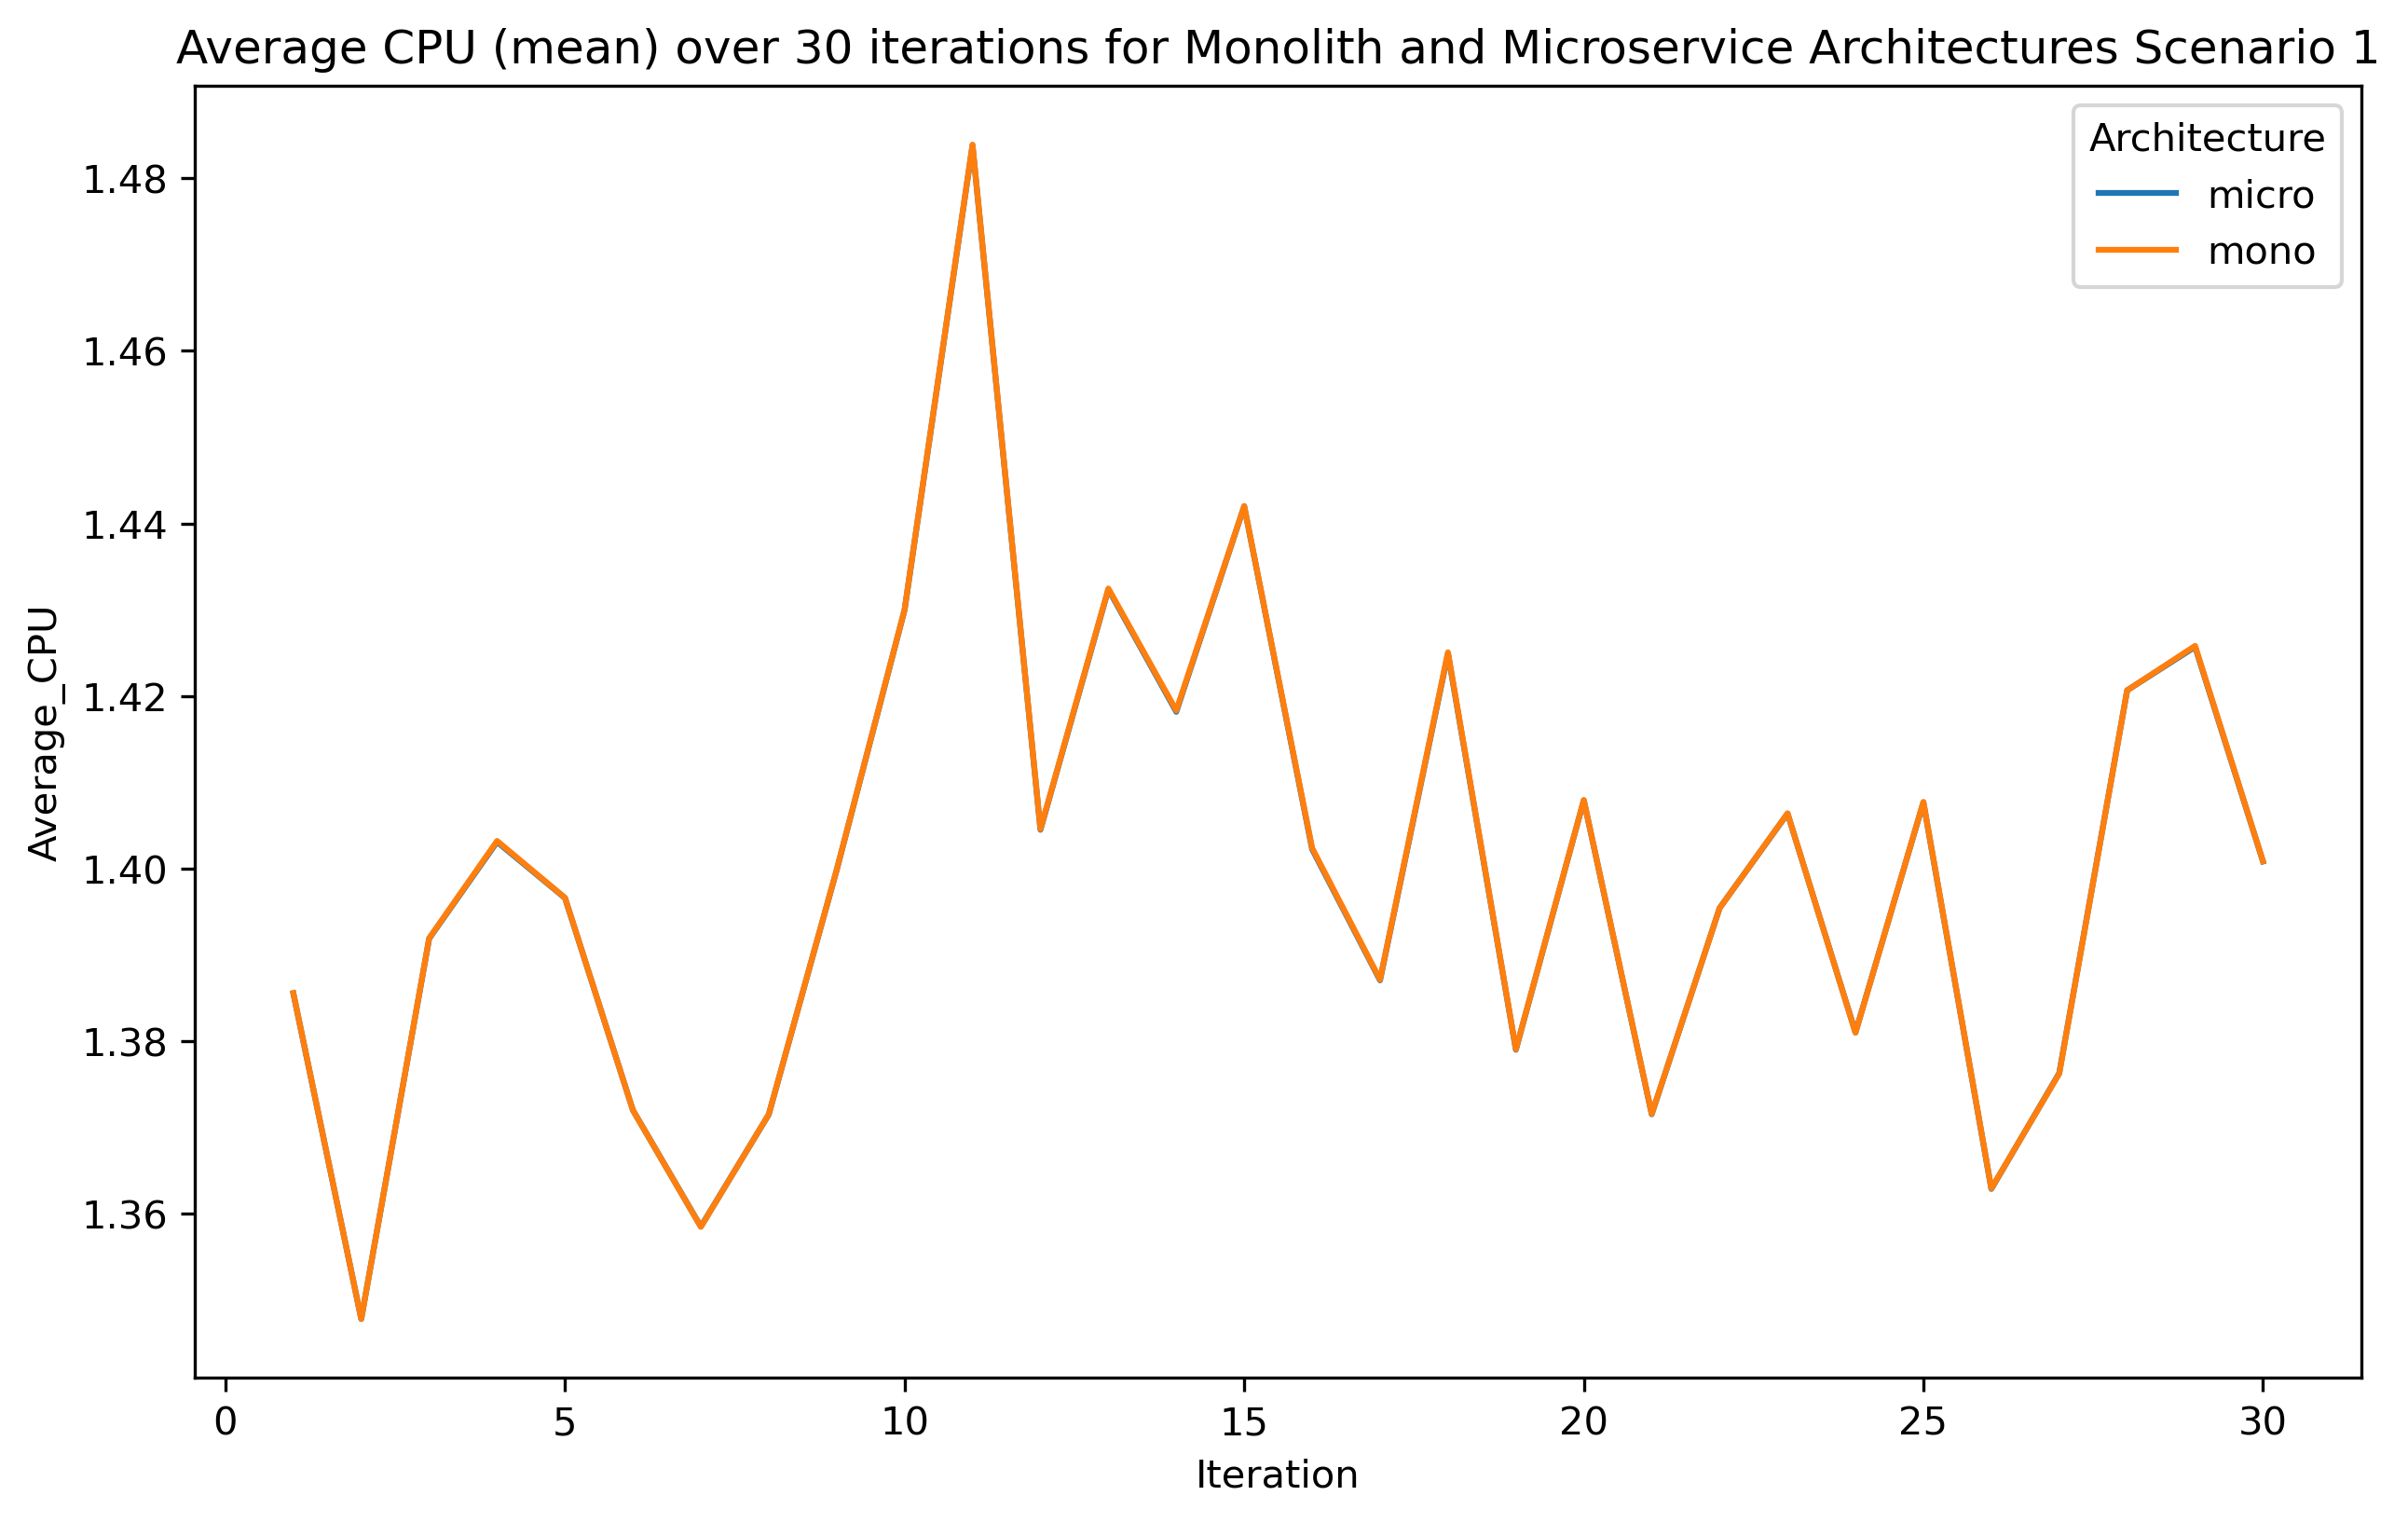 Average CPU (mean) over 30 iterations for Monolith and Microservice Architectures Scenario 1
Architecture
micro
mono
1.48
1.46
1.44
1.42
1.40
1.38
1.36
Average_CPU
0 5 10 15 20 25 30
Iteration